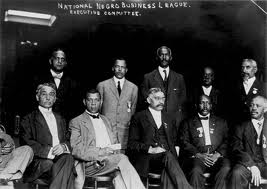 NATIONAL NEGRO BUSINESS LEAGUE.
EXECUTIVE COMMITTEE.